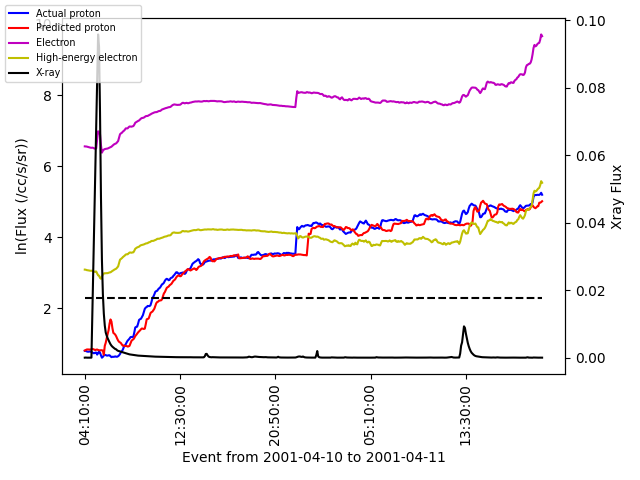 Actual proton
Predicted proton
Electron
High-energy electron
X-ray
8
6
4
2
ln(Flux (/cc/s/sr))
0.10
0.08
0.06
0.04
0.02
0.00
Xray Flux
04:10:00
12:30:00
20:50:00
05:10:00
13:30:00
Event from 2001-04-10 to 2001-04-11